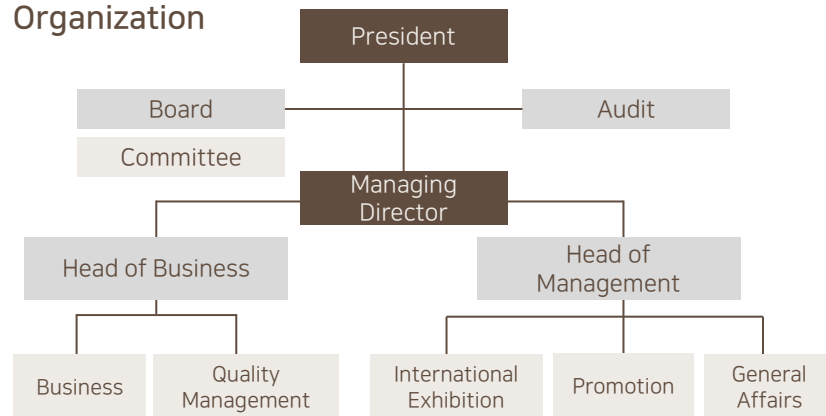 Organization
President
Board
Audit
Committee
Managing
Director
Head of Business
Head of
Management
Business
Quality
Management
International
Exhibition
Promotion
General
Affairs